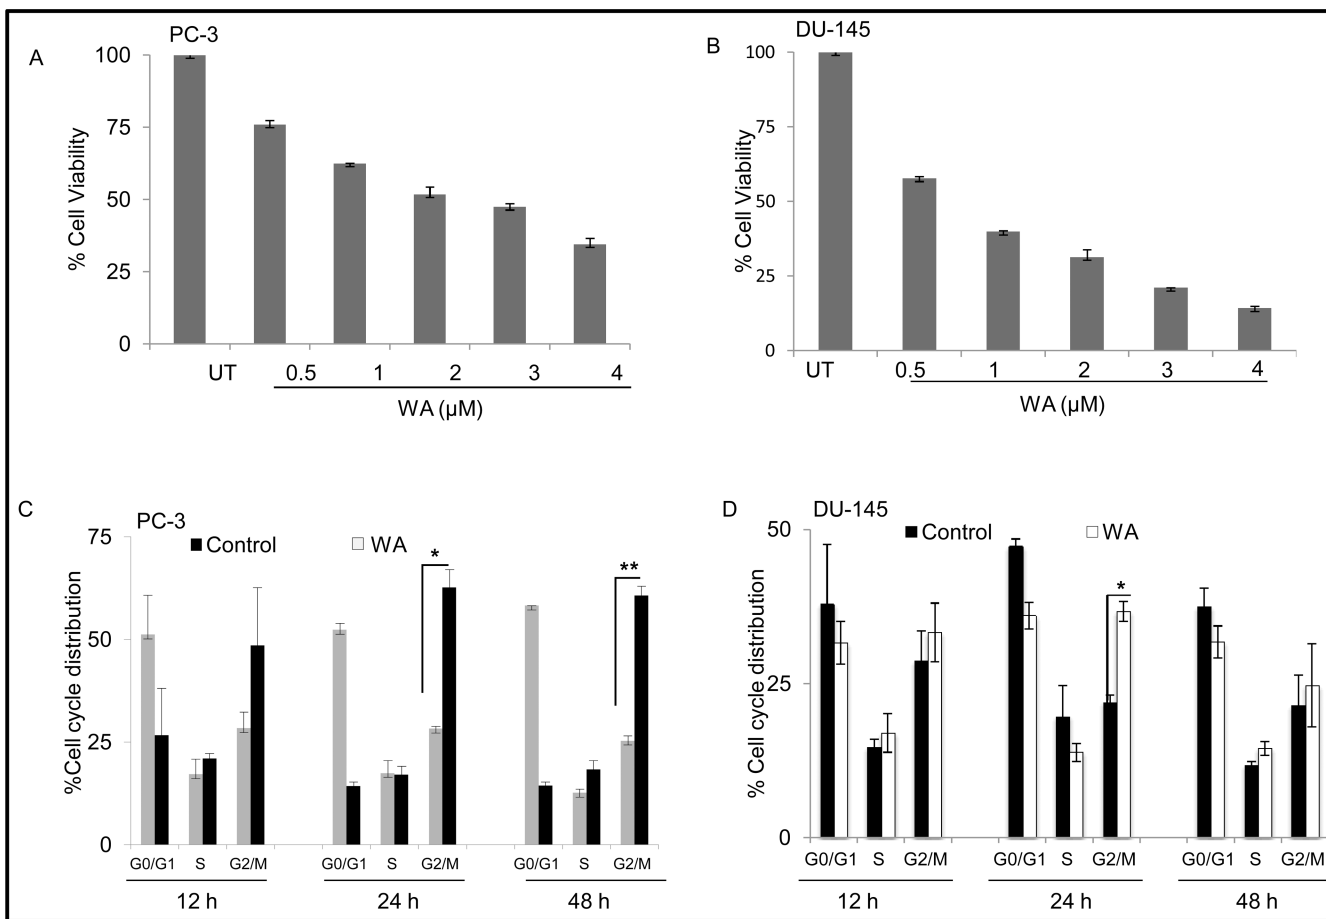 A
PC-3
% Cell Viability
100
75
50
25
0
UT 0.5 1 2 3 4
WA (µM)
B
DU-145
% Cell Viability
100
75
50
25
0
UT 0.5 1 2 3 4
WA (µM)
C
PC-3
Control WA
%Cell cycle distribution
75
50
25
0
*
**
G0/G1 S G2/M G0/G1 S G2/M G0/G1 S G2/M
12 h 24 h 48 h
D
DU-145
Control WA
% Cell cycle distribution
50
25
0
*
G0/G1 S G2/M G0/G1 S G2/M G0/G1 S G2/M
12 h 24 h 48 h